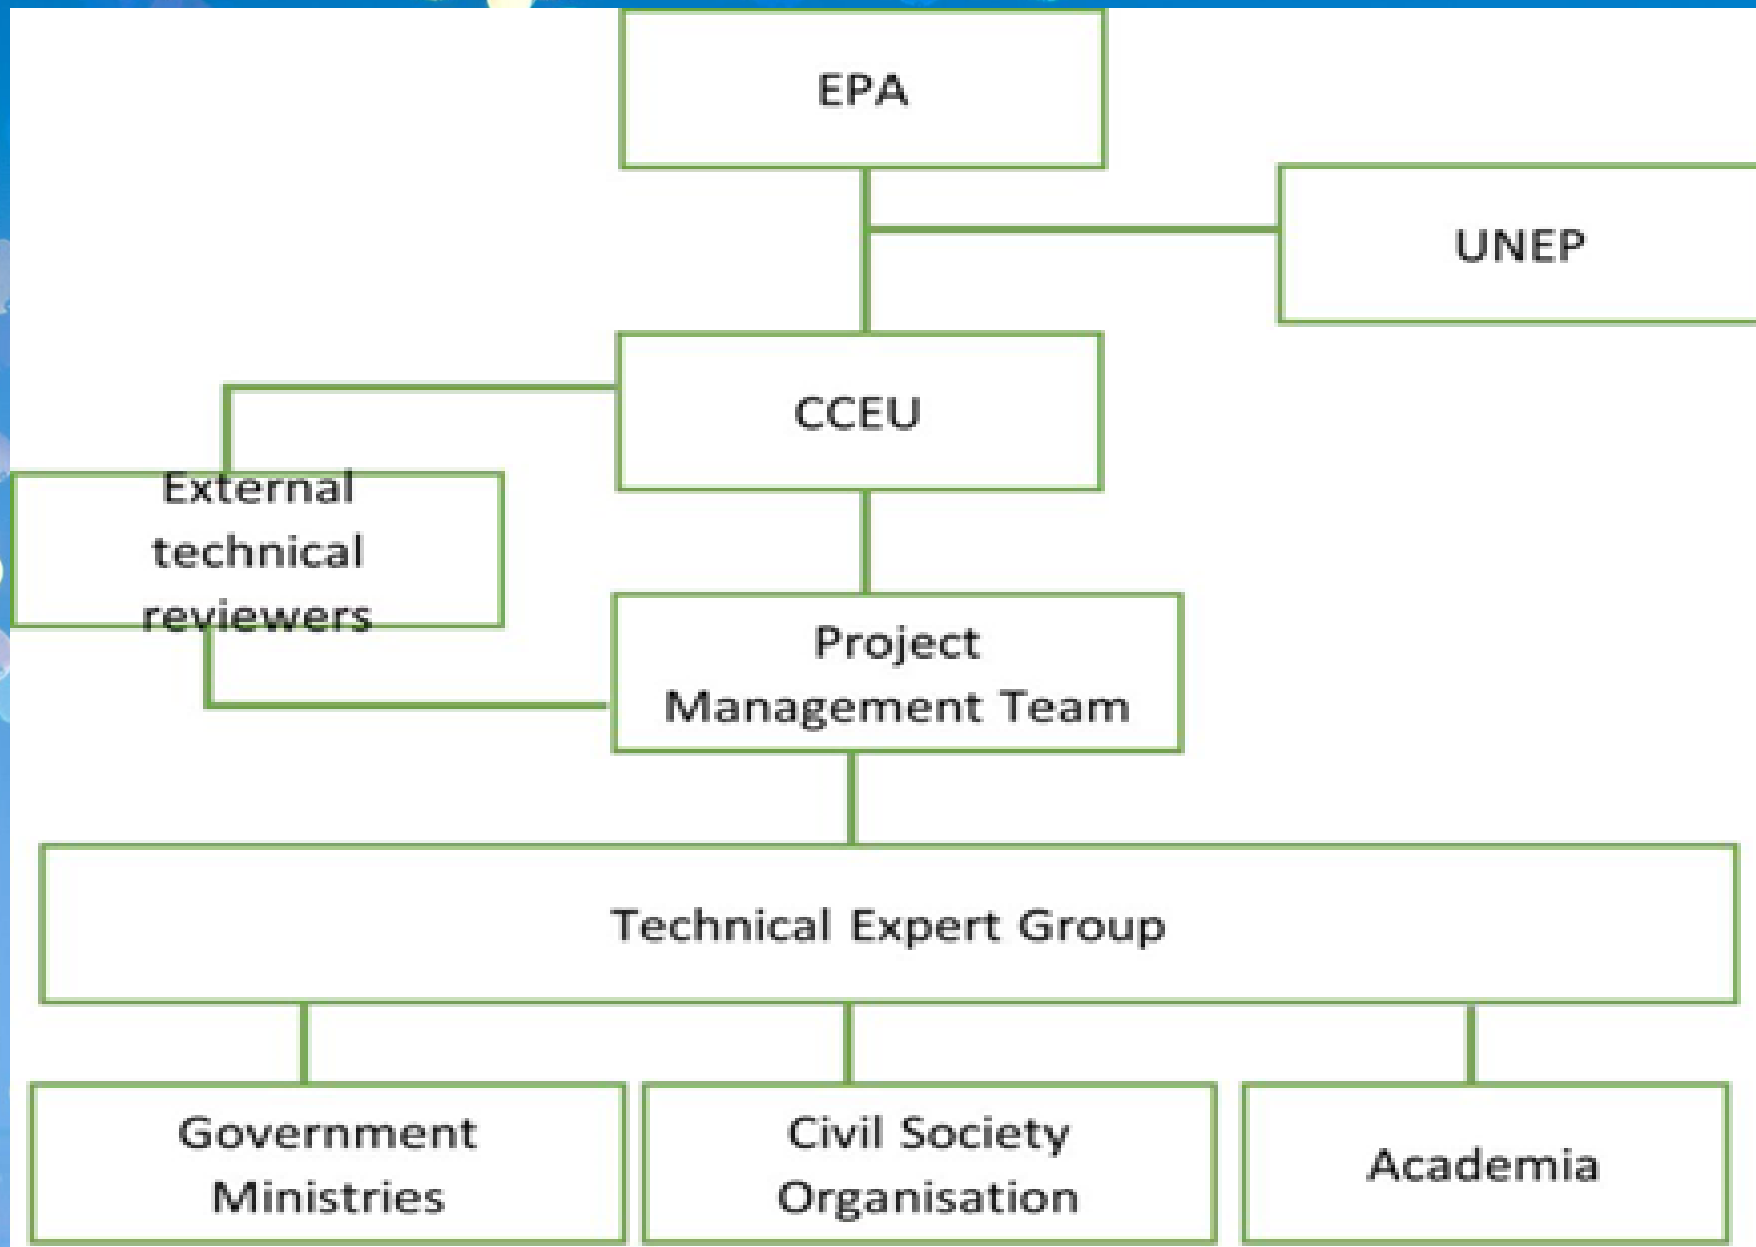 EPA
UNEP
CCEU
External
technical
reviewers
Project
Management Team
Technical Expert Group
Government
Ministries
Civil Society
Organisation
Academia